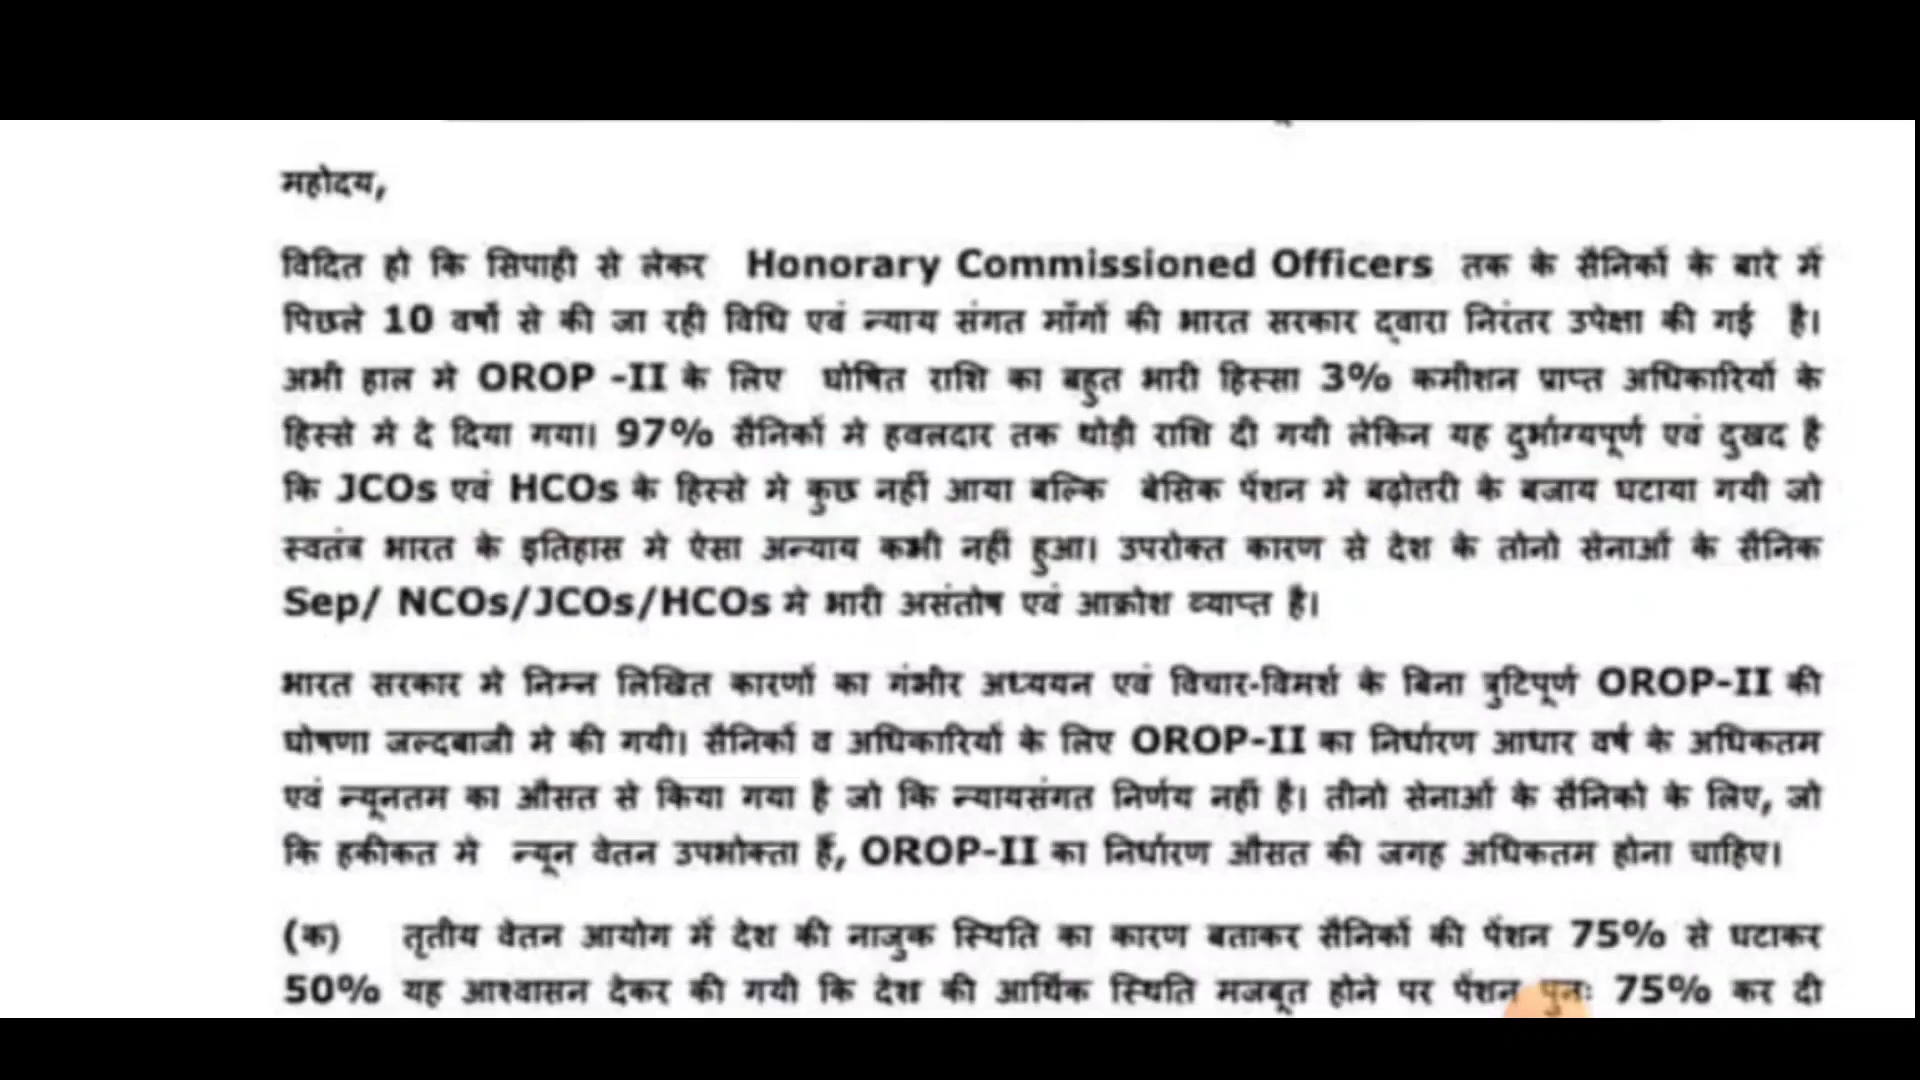 महोदय,
विदित हो कि सिपाही से लेकर Honorary Commissioned Officers तक के सैनिकों के बारे में
पिछले 10 वर्षों से की जा रही विधि एवं न्याय संगत माँगों की भारत सरकार द्वारा निरंतर उपेक्षा की गई है।
अभी हाल मे OROP -II के लिए घोषित राशि का बहुत भारी हिस्सा 3% कमीशन प्राप्त अधिकारियों के
हिस्से मे दे दिया गया। 97% सैनिकों मे हवलदार तक थोड़ी राशि दी गयी लेकिन यह दुर्भाग्यपूर्ण एवं दुखद है
कि JCOs एवं HCOs के हिस्से मे कुछ नहीं आया बल्कि बेसिक पेंशन मे बढ़ोतरी के बजाय घटाया गयी जो
स्वतंत्र भारत के इतिहास मे ऐसा अन्याय कभी नहीं हुआ। उपरोक्त कारण से देश के तोनो सेनाओं के सैनिक
Sep/ NCOs/JCOs/HCOs मे भारी असंतोष एवं आक्रोश व्याप्त है।
भारत सरकार मे निम्न लिखित कारणों का गंभीर अध्ययन एवं विचार-विमर्श के बिना त्रुटिपूर्ण OROP-II की
घोषणा जल्दबाजी मे की गयी। सैनिकों व अधिकारियों के लिए OROP-II का निर्धारण आधार वर्ष के अधिकतम
एवं न्यूनतम का औसत से किया गया है जो कि न्यायसंगत निर्णय नहीं है। तीनो सेनाओं के सैनिको के लिए, जो
कि हकीकत मे न्यून वेतन उपभोक्ता हैं, OROP-II का निर्धारण औसत की जगह अधिकतम होना चाहिए।
(क) तृतीय वेतन आयोग में देश की नाजुक स्थिति का कारण बताकर सैनिकों की पेंशन 75% से घटाकर
50% यह आश्वासन देकर की गयी कि देश की आर्थिक स्थिति मजबूत होने पर पेंशन पुनः 75% कर दी